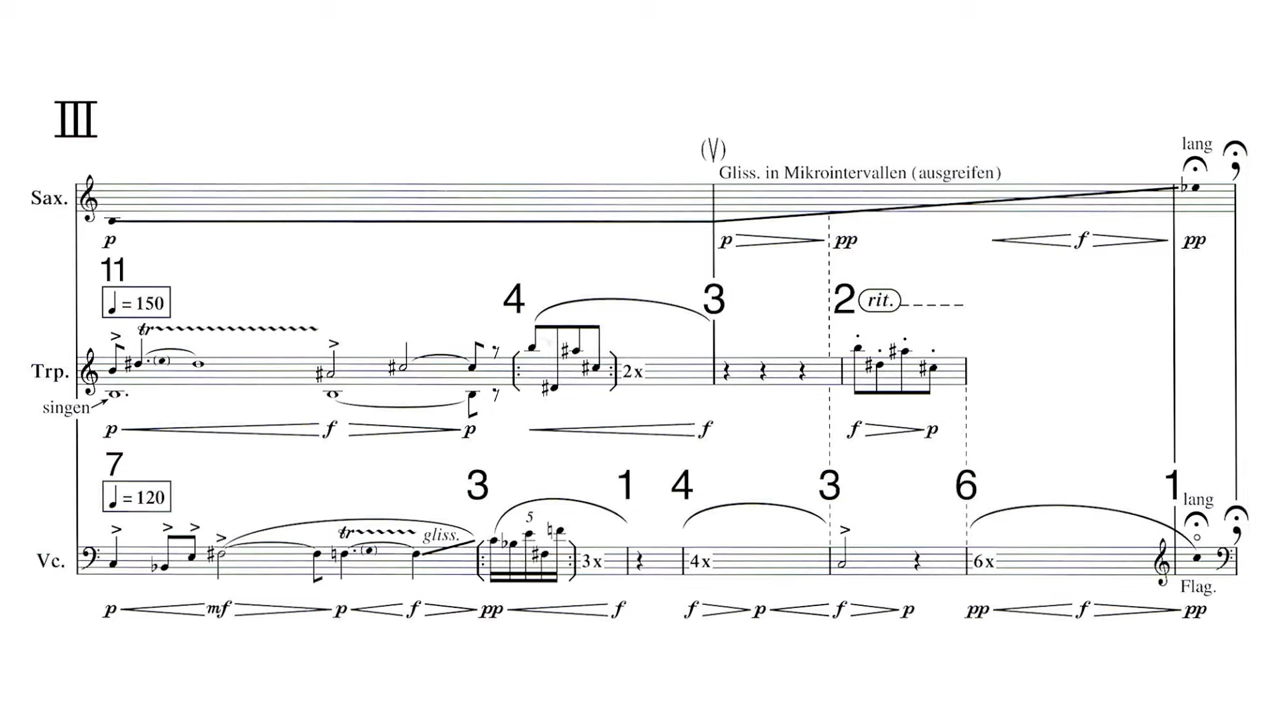 III
(V)
lang
Gliss. in Mikrointervallen (ausgreifen)
Sax.
p p pp f pp
11
♩ = 150
4 3 2 rit.
tr
Trp.
2x
singen
p f p f f p
7
♩ = 120
3 1 4 3 6 1
lang
5
tr gliss.
Vc.
3x 4x 6x
Flag.
p mf p f pp f f p f p pp f pp